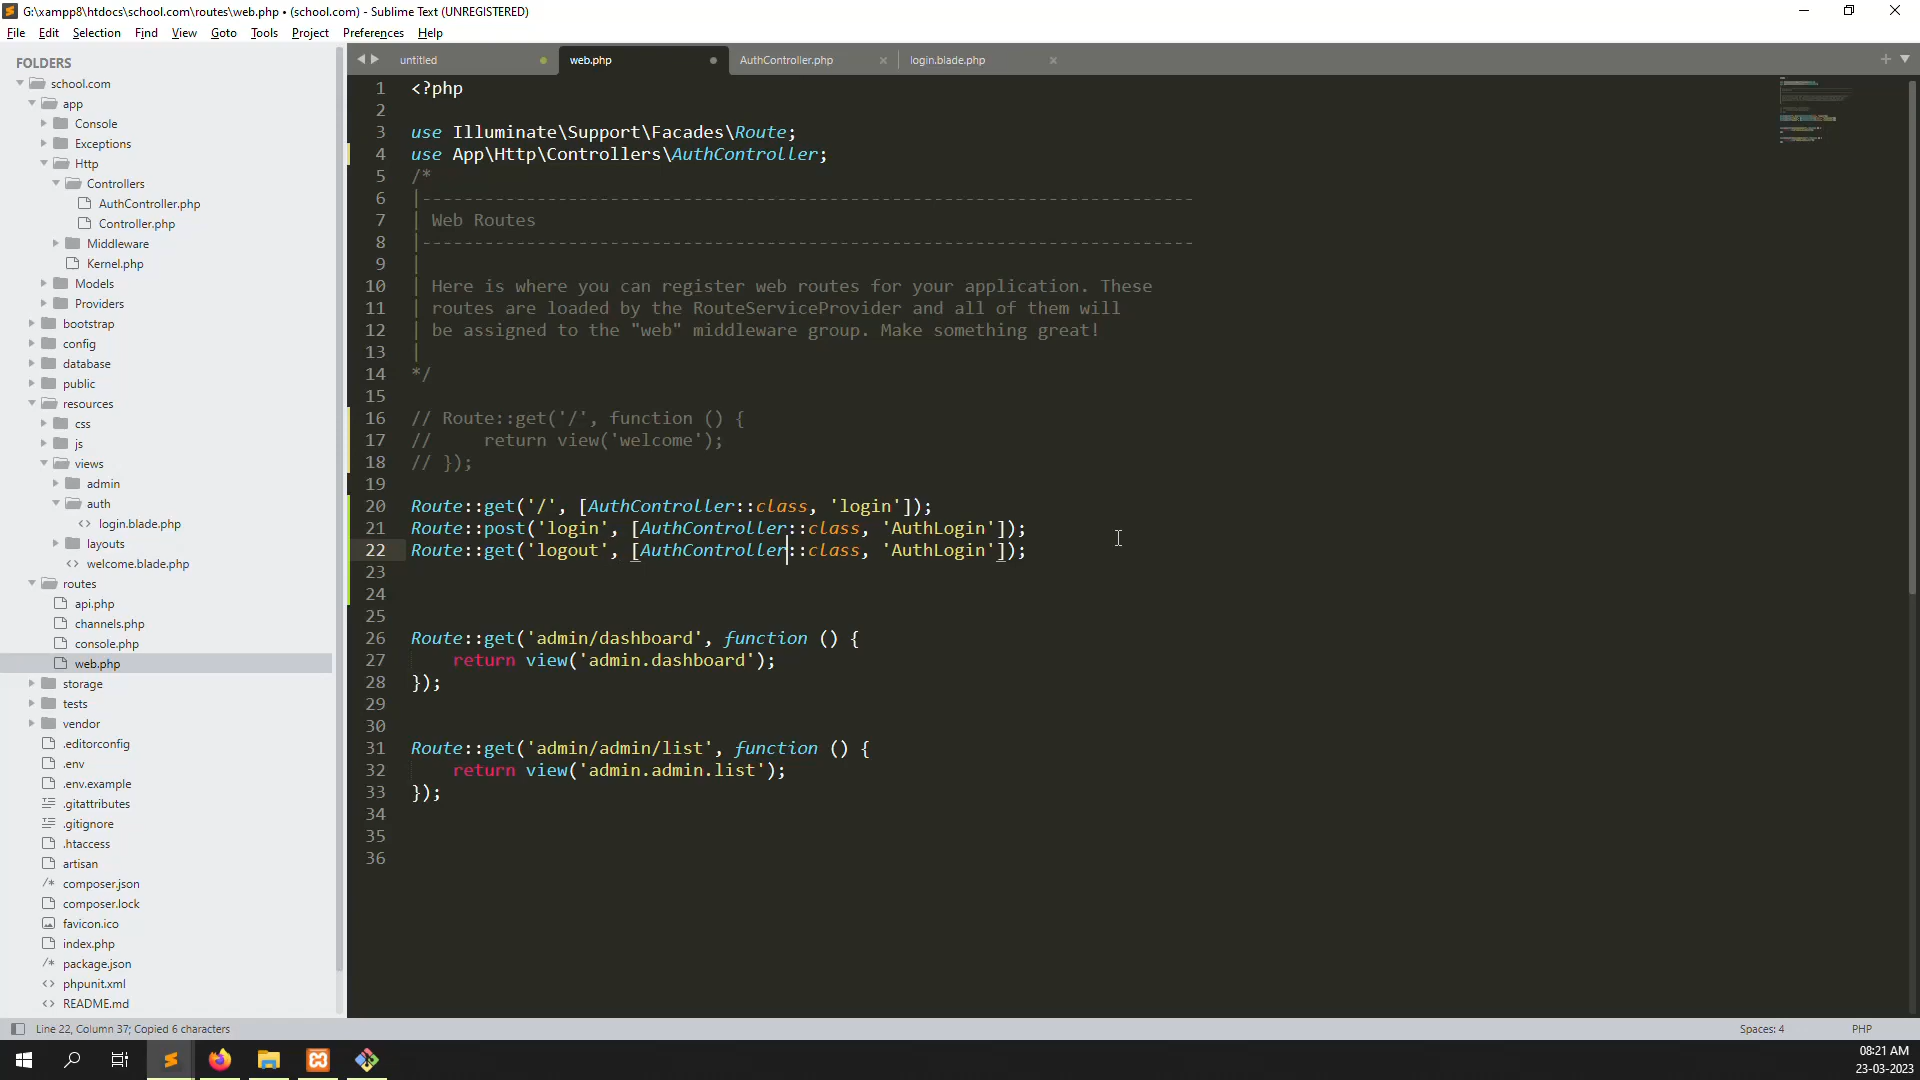 G:\xampp8\htdocs\school.com\routes\web.php • (school.com) - Sublime Text (UNREGISTERED)
File Edit Selection Find View Goto Tools Project Preferences Help
FOLDERS
school.com
app
Console
Exceptions
Http
Controllers
AuthController.php
Controller.php
Middleware
Kernel.php
Models
Providers
bootstrap
config
database
public
resources
css
js
views
admin
auth
login.blade.php
layouts
welcome.blade.php
routes
api.php
channels.php
console.php
web.php
storage
tests
vendor
.editorconfig
.env
.env.example
.gitattributes
.gitignore
.htaccess
artisan
composer.json
composer.lock
favicon.ico
index.php
package.json
phpunit.xml
README.md
untitled web.php AuthController.php login.blade.php
1 <?php
2
3 use Illuminate\Support\Facades\Route;
4 use App\Http\Controllers\AuthController;
5 /*
6 |--------------------------------------------------------------------------
7 | Web Routes
8 |--------------------------------------------------------------------------
9 |
10 | Here is where you can register web routes for your application. These
11 | routes are loaded by the RouteServiceProvider and all of them will
12 | be assigned to the "web" middleware group. Make something great!
13 |
14 */
15
16 // Route::get('/', function () {
17 //     return view('welcome');
18 // });
19
20 Route::get('/', [AuthController::class, 'login']);
21 Route::post('login', [AuthController::class, 'AuthLogin']);
22 Route::get('logout', [AuthController::class, 'AuthLogin']);
23
24
25
26 Route::get('admin/dashboard', function () {
27     return view('admin.dashboard');
28 });
29
30
31 Route::get('admin/admin/list', function () {
32     return view('admin.admin.list');
33 });
34
35
36
Line 22, Column 37; Copied 6 characters
Spaces: 4 PHP
08:21 AM
23-03-2023